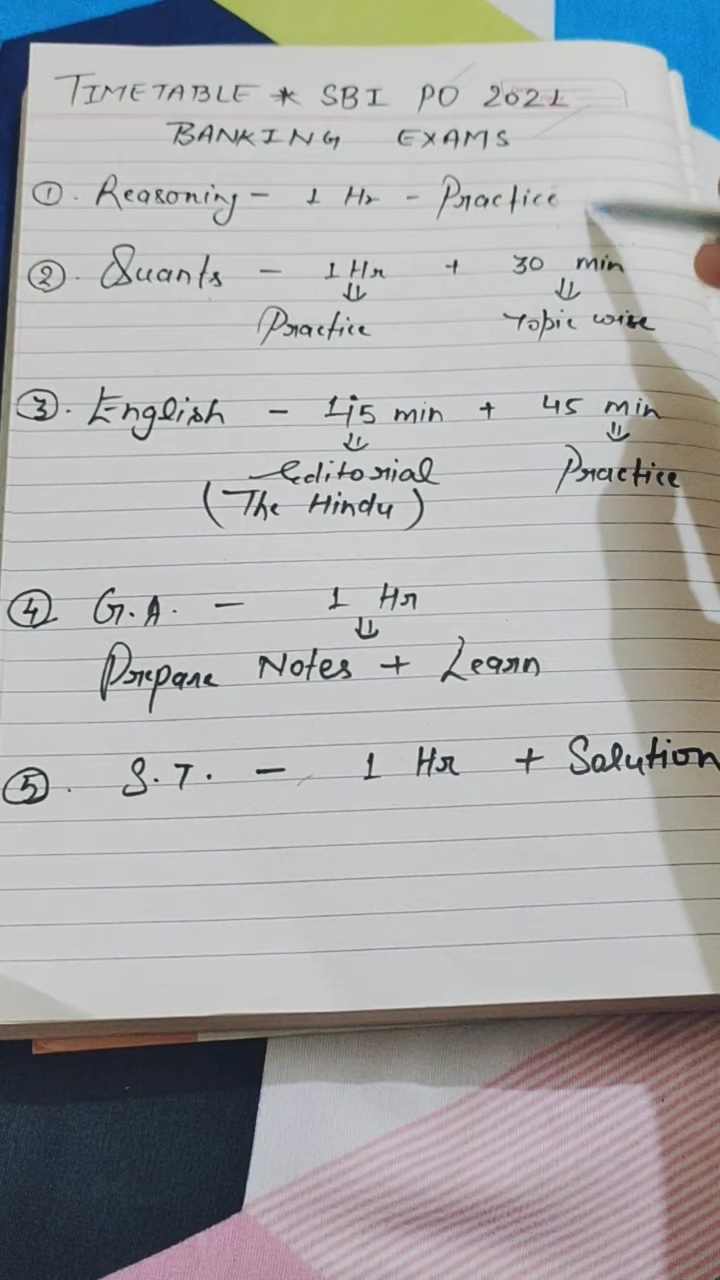 TIMETABLE * SBI PO 2021
BANKING EXAMS
①. Reasoning - 1 Hr - Practice
②. Quants - 1 Hr + 30 min
⇓ ⇓
Practice Topic wise
③. English - 15 min + 45 min
⇓ ⇓
Editorial Practice
(The Hindu)
④ G.A. - 1 Hr
⇓
Prepare Notes + Learn
⑤. S.T. - 1 Hr + Solution